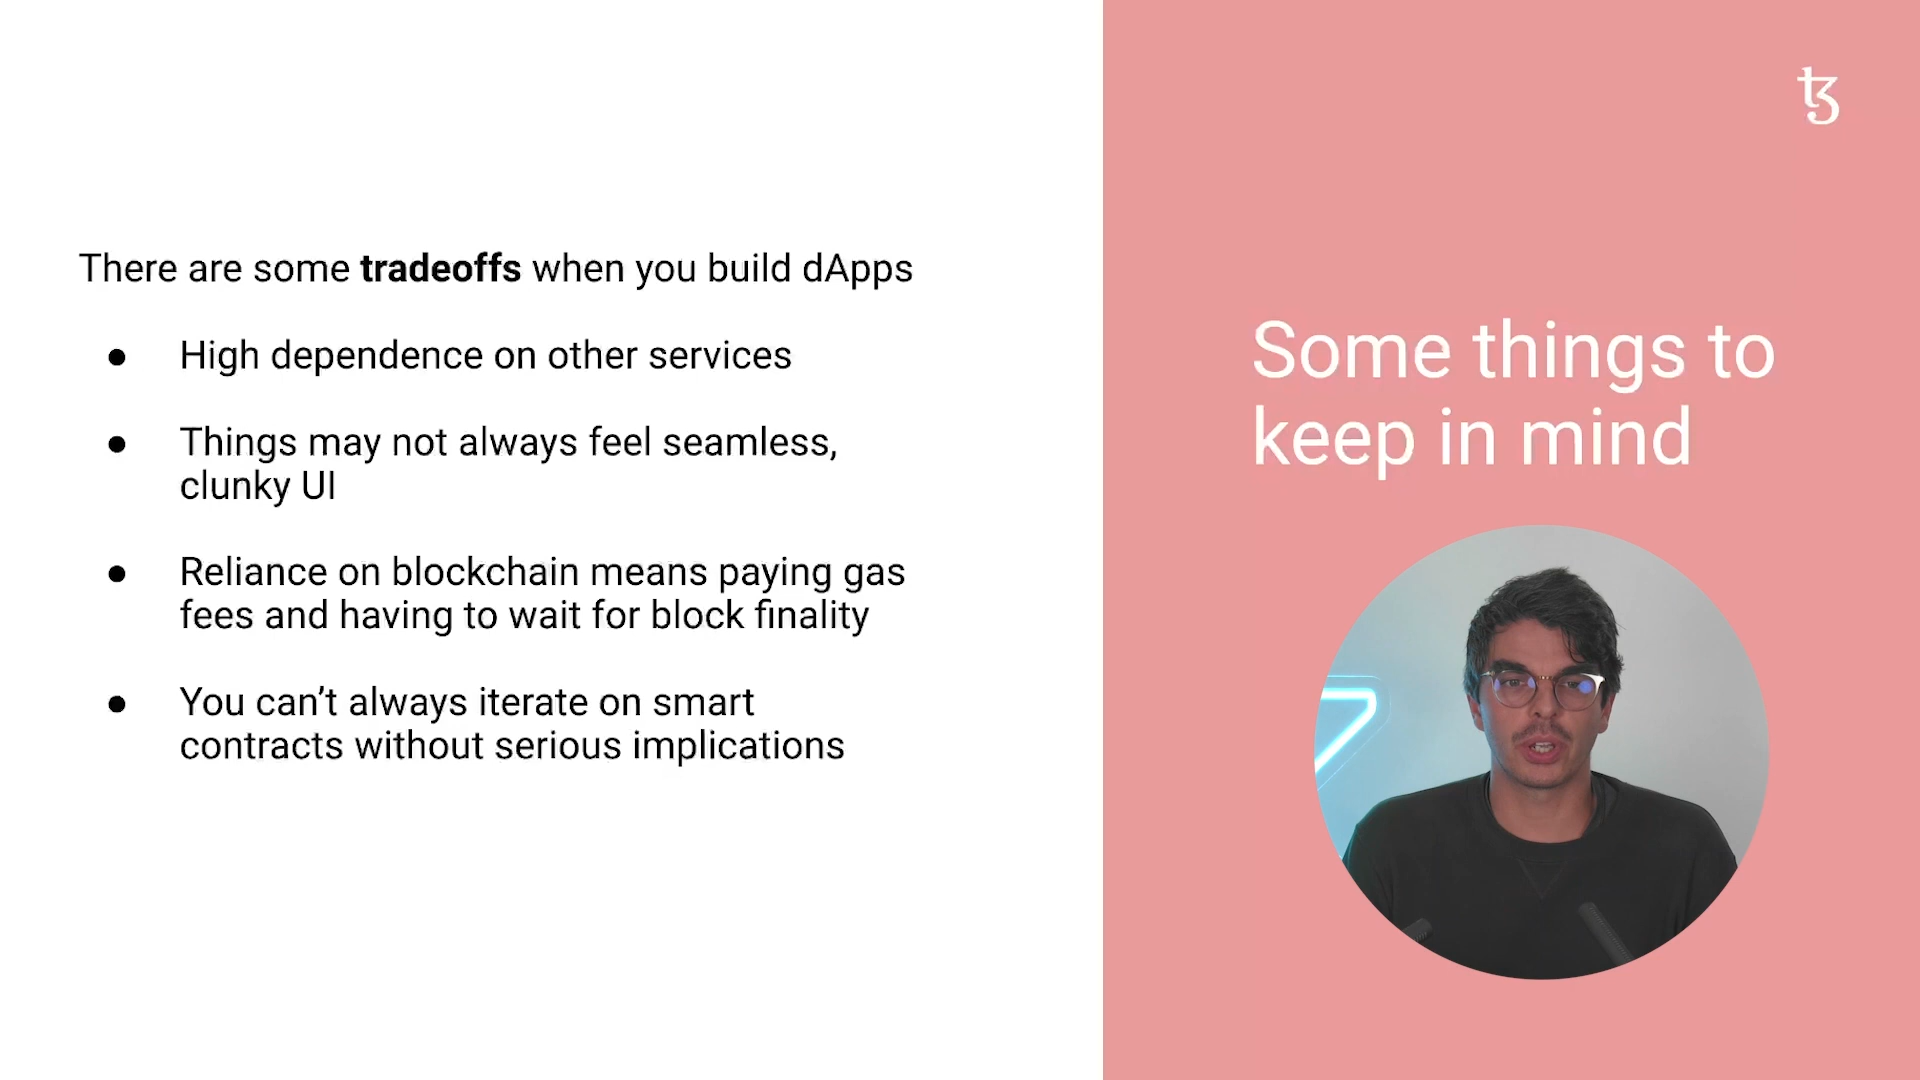 There are some tradeoffs when you build dApps
● High dependence on other services
● Things may not always feel seamless,
clunky UI
● Reliance on blockchain means paying gas
fees and having to wait for block finality
● You can’t always iterate on smart
contracts without serious implications
Some things to
keep in mind